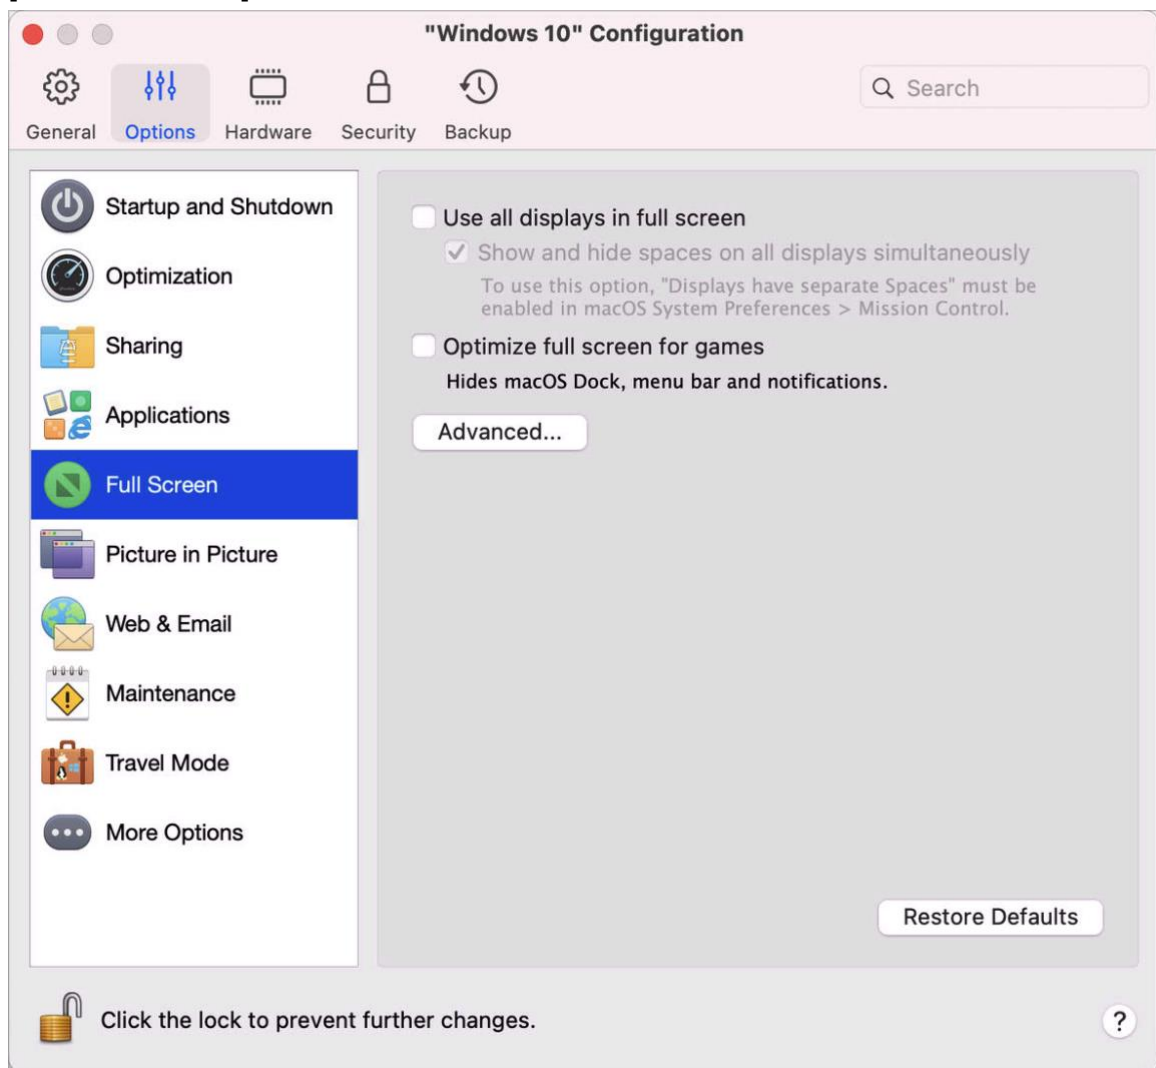 "Windows 10" Configuration
General Options Hardware Security Backup
Search
Startup and Shutdown
Optimization
Sharing
Applications
Full Screen
Picture in Picture
Web & Email
Maintenance
Travel Mode
More Options
Use all displays in full screen
Show and hide spaces on all displays simultaneously
To use this option, "Displays have separate Spaces" must be
enabled in macOS System Preferences > Mission Control.
Optimize full screen for games
Hides macOS Dock, menu bar and notifications.
Advanced...
Restore Defaults
Click the lock to prevent further changes.
?